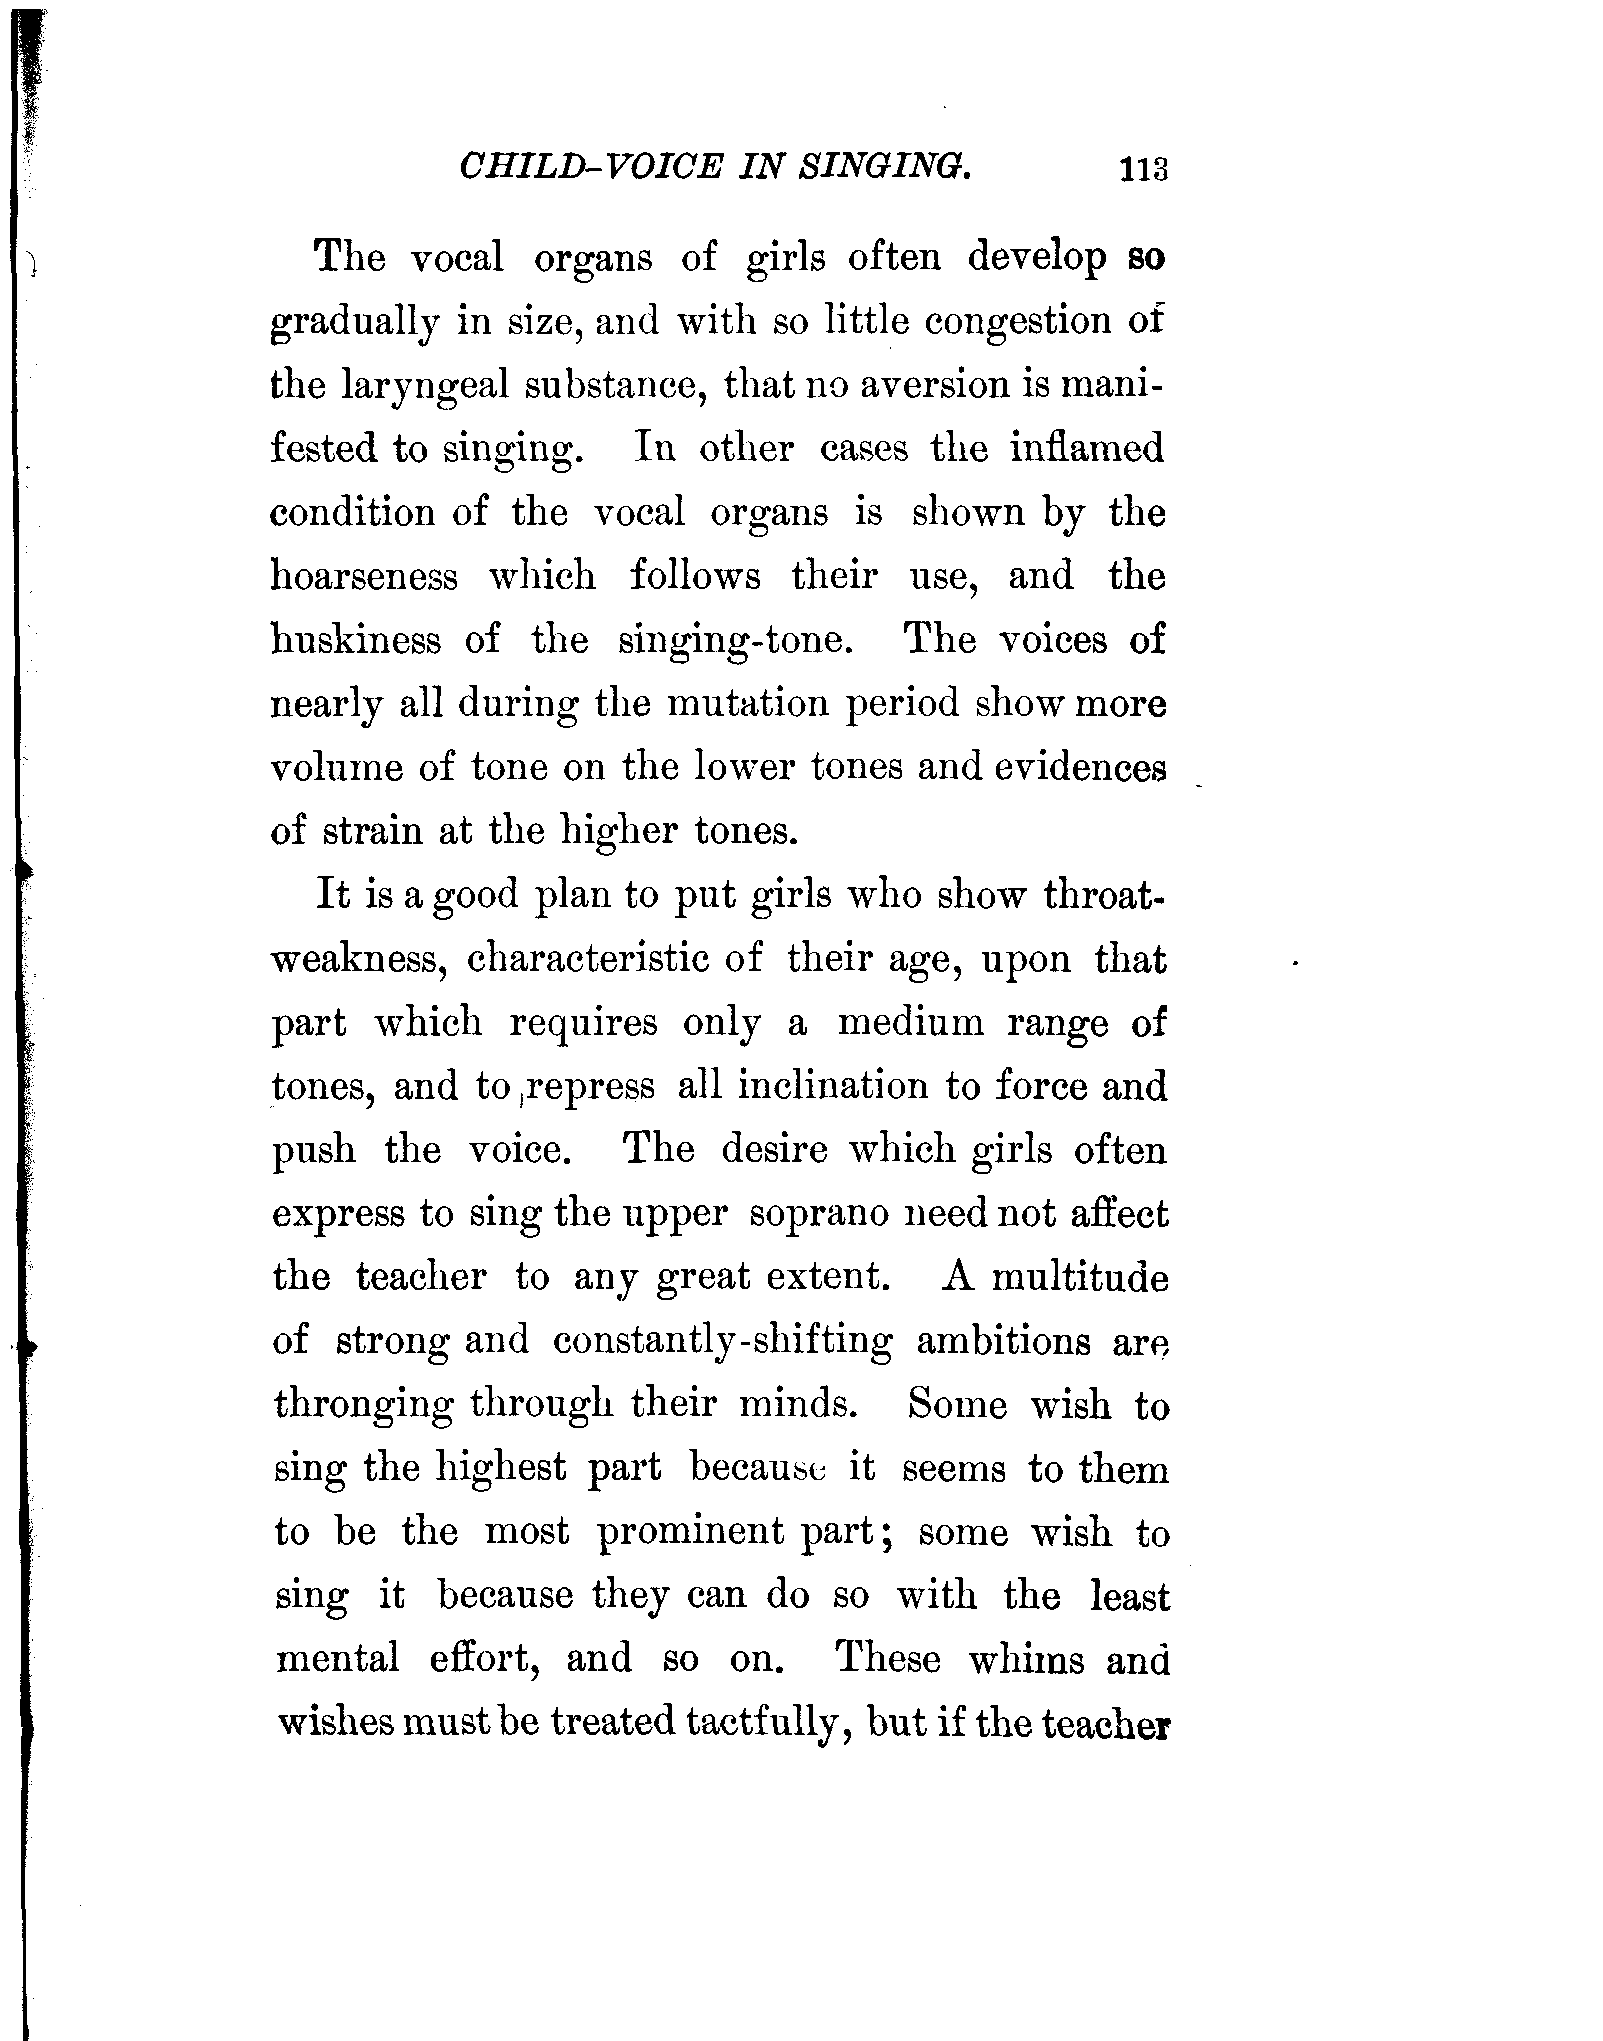 CHILD-VOICE IN SINGING. 113
The vocal organs of girls often develop so
gradually in size, and with so little congestion of
the laryngeal substance, that no aversion is mani-
fested to singing. In other cases the inflamed
condition of the vocal organs is shown by the
hoarseness which follows their use, and the
huskiness of the singing-tone. The voices of
nearly all during the mutation period show more
volume of tone on the lower tones and evidences
of strain at the higher tones.
It is a good plan to put girls who show throat-
weakness, characteristic of their age, upon that
part which requires only a medium range of
tones, and to repress all inclination to force and
push the voice. The desire which girls often
express to sing the upper soprano need not affect
the teacher to any great extent. A multitude
of strong and constantly-shifting ambitions are
thronging through their minds. Some wish to
sing the highest part because it seems to them
to be the most prominent part; some wish to
sing it because they can do so with the least
mental effort, and so on. These whims and
wishes must be treated tactfully, but if the teacher